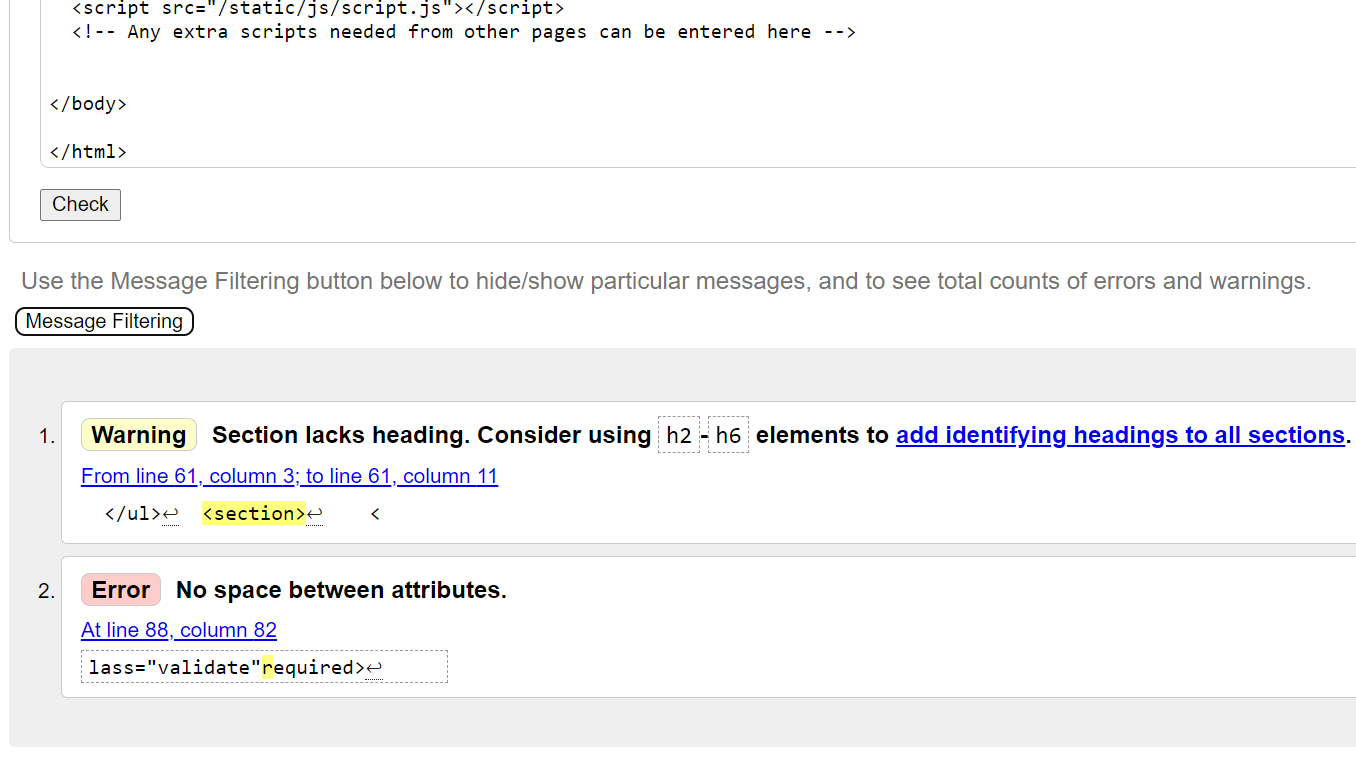 <script src="/static/js/script.js"></script>
<!-- Any extra scripts needed from other pages can be entered here -->
</body>
</html>
Check
Use the Message Filtering button below to hide/show particular messages, and to see total counts of errors and warnings.
Message Filtering
1. Warning Section lacks heading. Consider using h2-h6 elements to add identifying headings to all sections.
From line 61, column 3; to line 61, column 11
</ul>↩ <section>↩ <
2. Error No space between attributes.
At line 88, column 82
lass="validate"required>↩